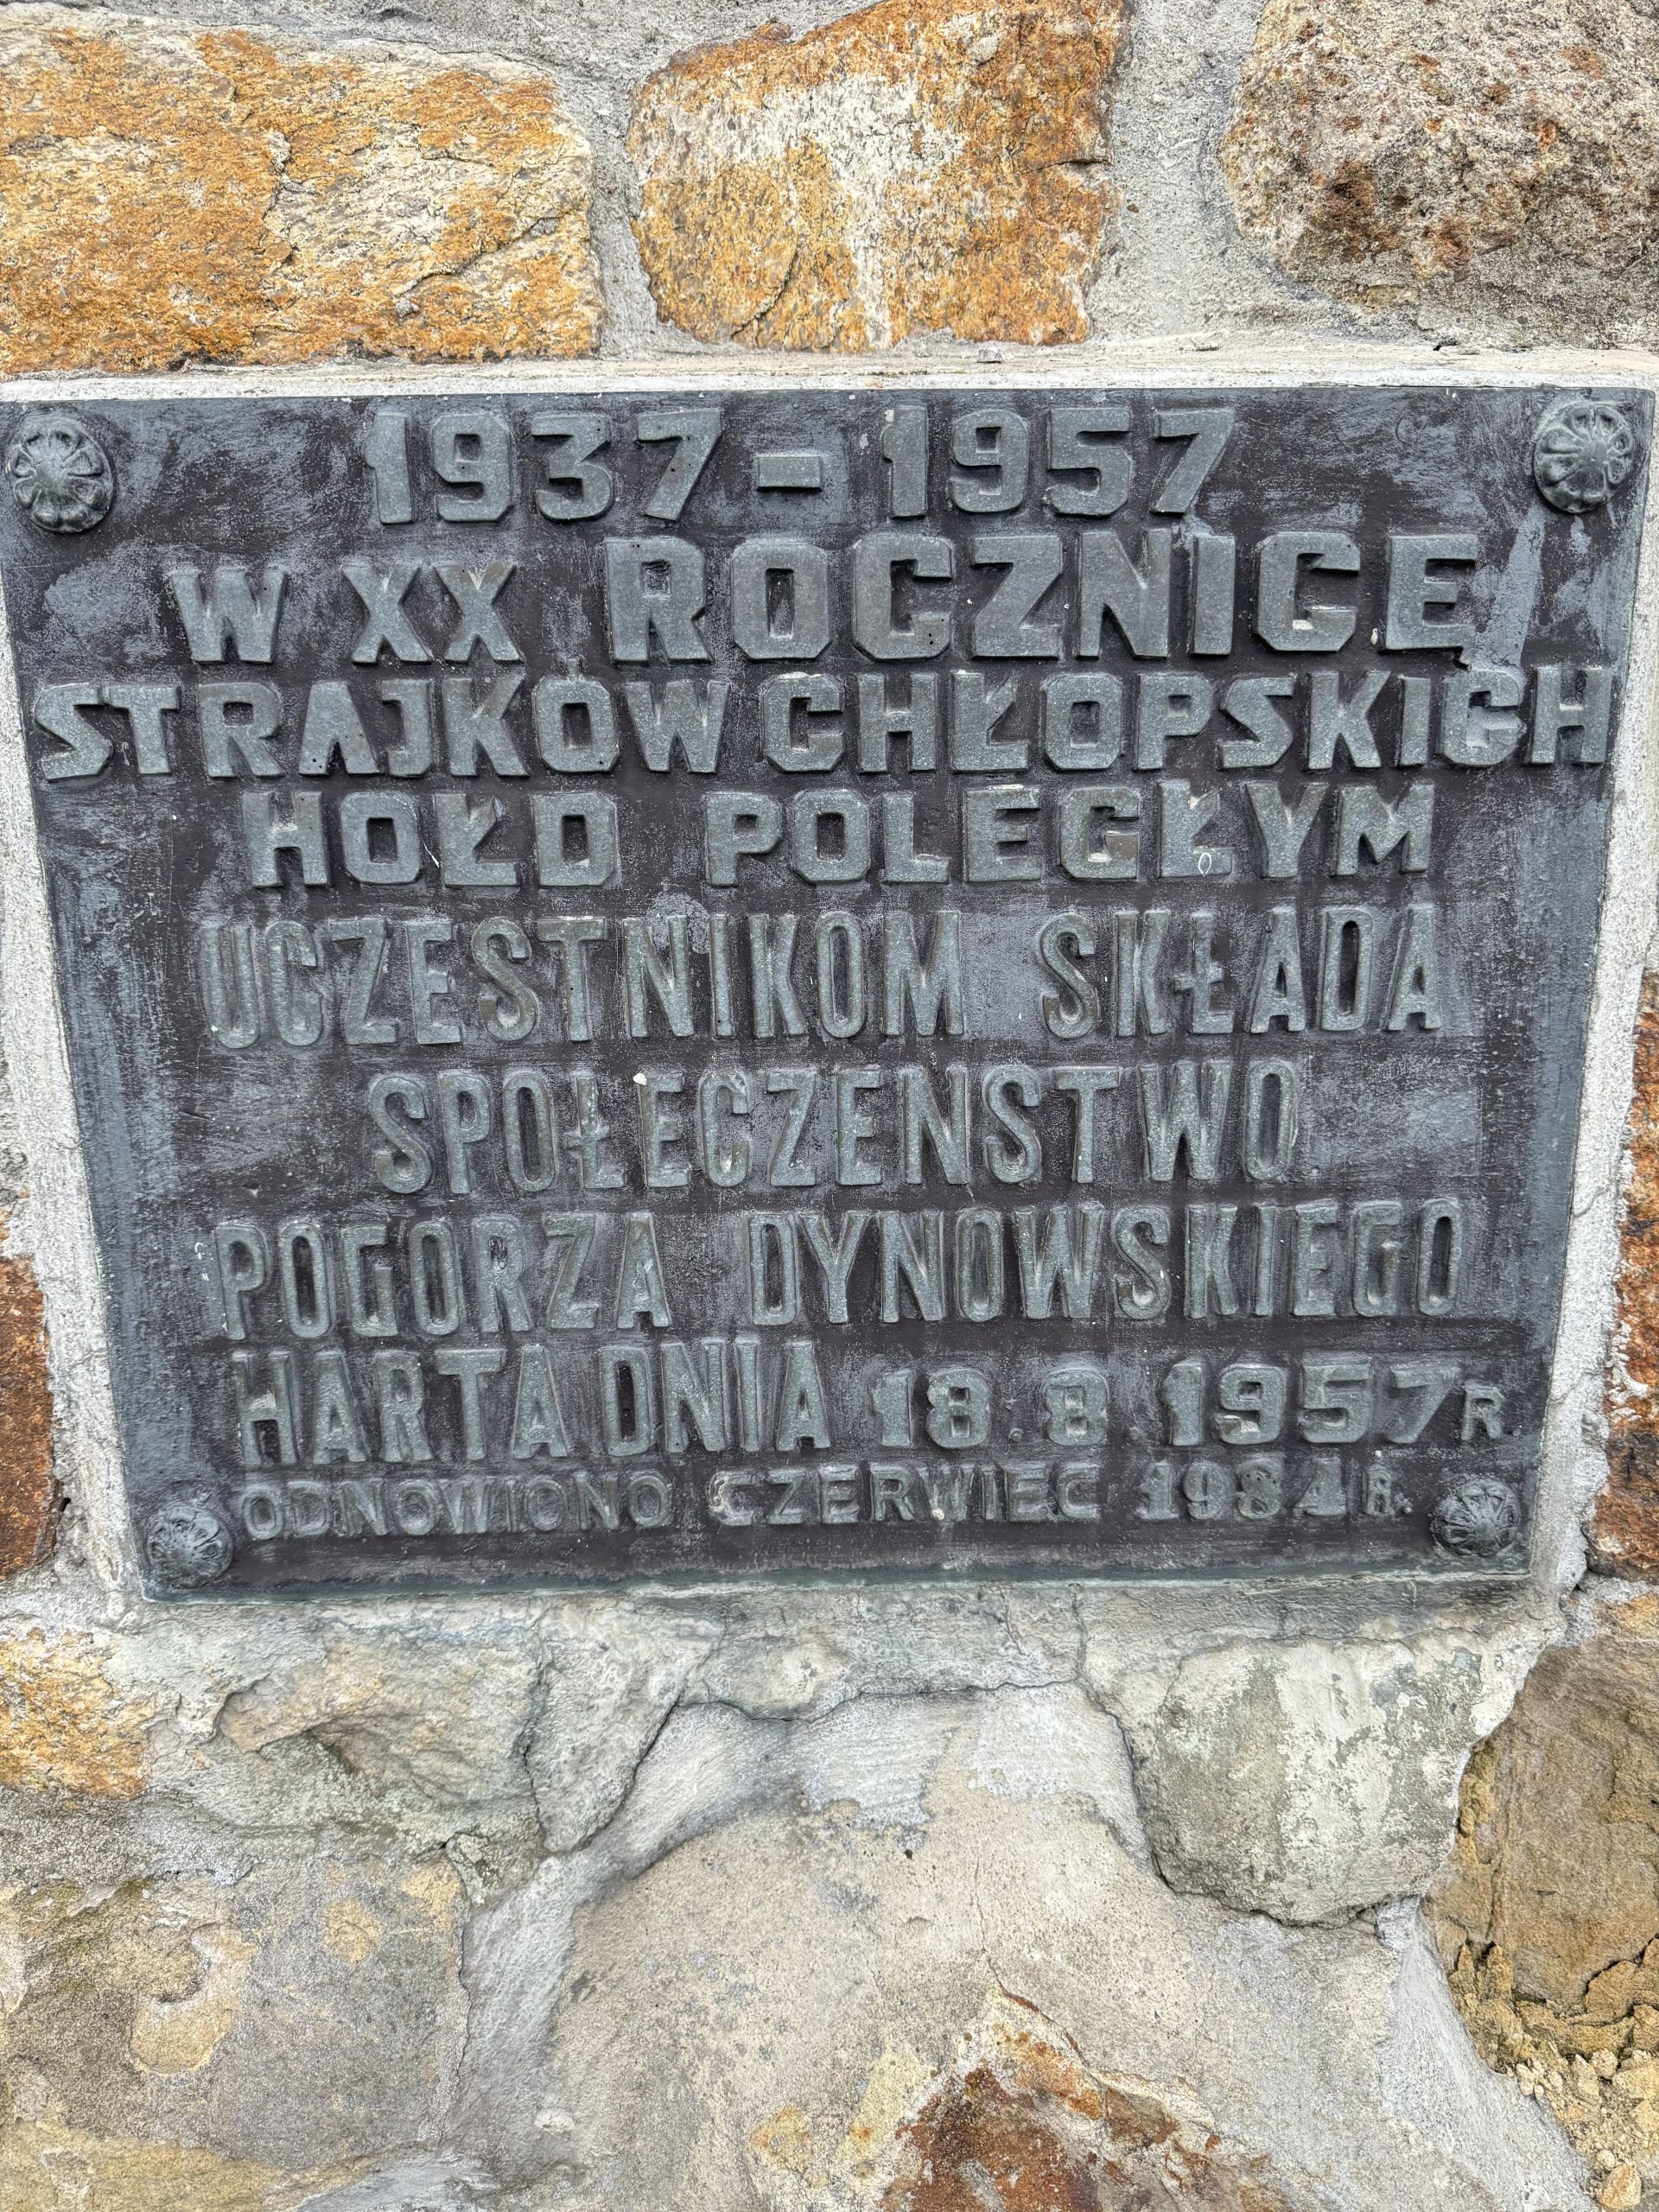 1937 - 1957
W XX ROCZNICĘ
STRAJKÓW CHŁOPSKICH
HOŁD POLEGŁYM
UCZESTNIKOM SKŁADA
SPOŁECZENSTWO
POGORZA DYNOWSKIEGO
HARTA DNIA 18.8.1957 R.
ODNOWIONO CZERWIEC 1984 R.